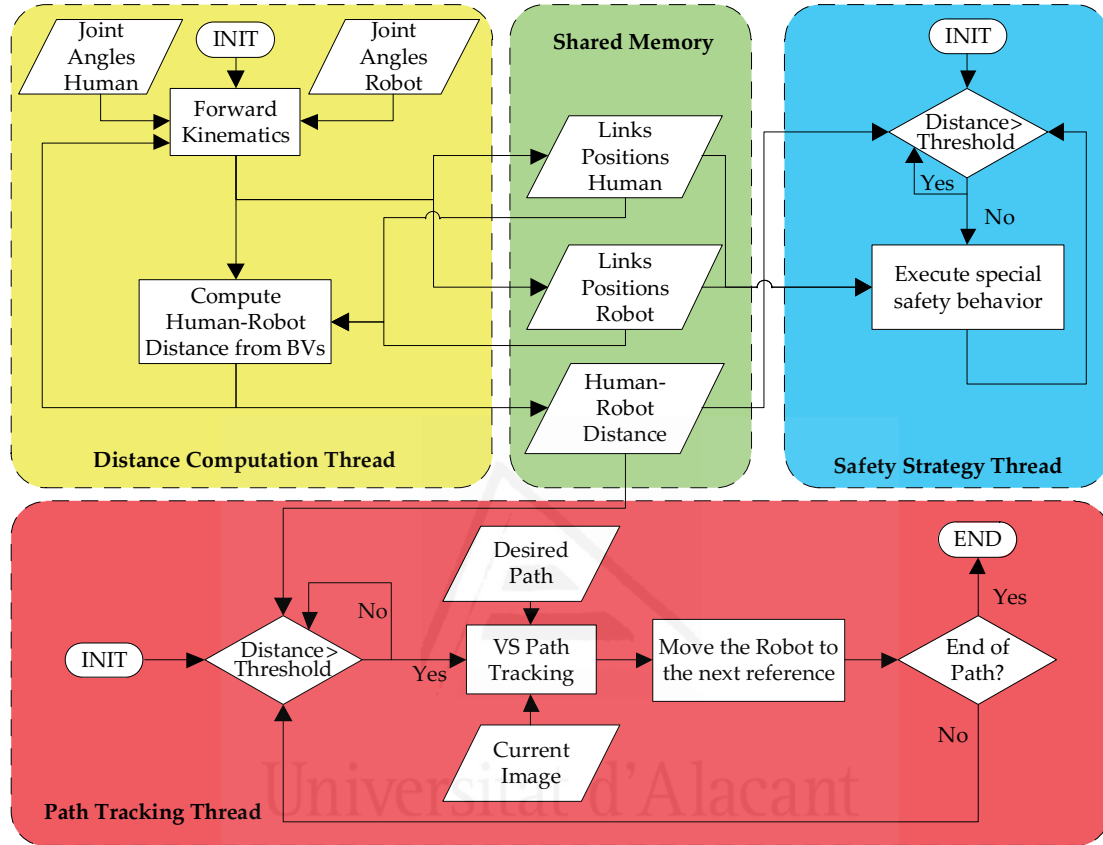 Joint
Angles
Human
INIT
Joint
Angles
Robot
Forward
Kinematics
Compute
Human-Robot
Distance from BVs
Distance Computation Thread
Shared Memory
Links
Positions
Human
Links
Positions
Robot
Human-
Robot
Distance
INIT
Distance>
Threshold
Yes
No
Execute special
safety behavior
Safety Strategy Thread
INIT
Distance>
Threshold
No
Yes
Desired
Path
VS Path
Tracking
Current
Image
Move the Robot to
the next reference
End of
Path?
Yes
END
No
Path Tracking Thread
Universitat d'Alacant